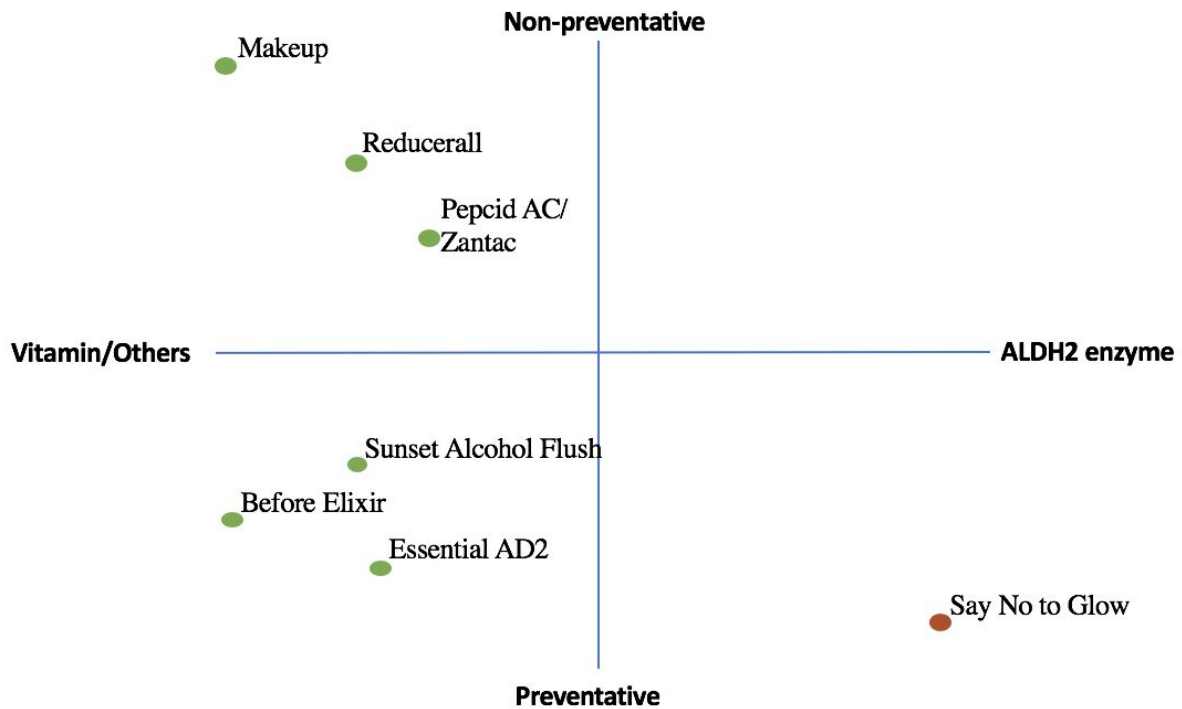 Non-preventative
Makeup
Reducerall
Pepcid AC/
Zantac
Vitamin/Others
ALDH2 enzyme
Sunset Alcohol Flush
Before Elixir
Essential AD2
Say No to Glow
Preventative